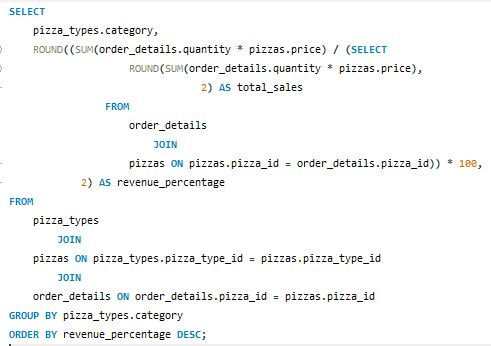 SELECT
pizza_types.category,
ROUND((SUM(order_details.quantity * pizzas.price) / (SELECT
ROUND(SUM(order_details.quantity * pizzas.price),
2) AS total_sales
FROM
order_details
JOIN
pizzas ON pizzas.pizza_id = order_details.pizza_id)) * 100,
2) AS revenue_percentage
FROM
pizza_types
JOIN
pizzas ON pizza_types.pizza_type_id = pizzas.pizza_type_id
JOIN
order_details ON order_details.pizza_id = pizzas.pizza_id
GROUP BY pizza_types.category
ORDER BY revenue_percentage DESC;